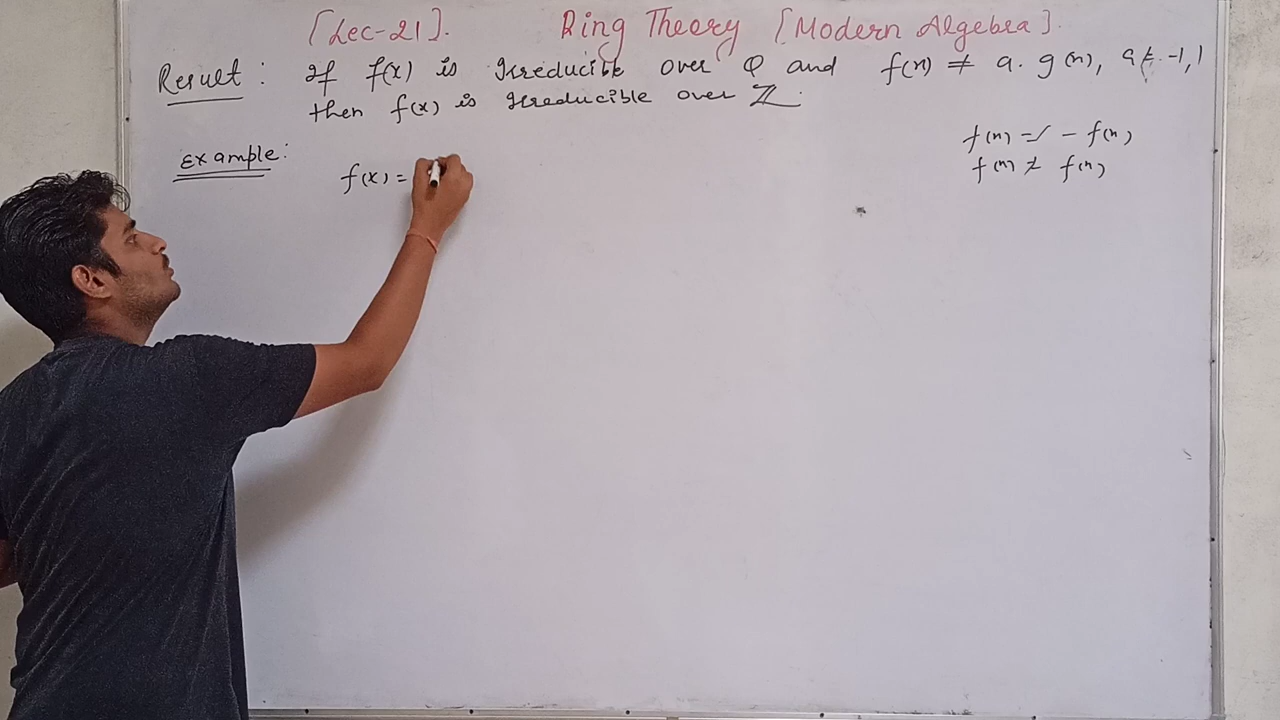 [Lec-21]. Ring Theory [Modern Algebra].
Result: If f(x) is Irreducible over Q and f(x) ≠ a. g(x), a ≠ -1, 1
then f(x) is Irreducible over ℤ.
Example:
f(x) =
f(x) = - f(x)
f(x) ≠ f(x)